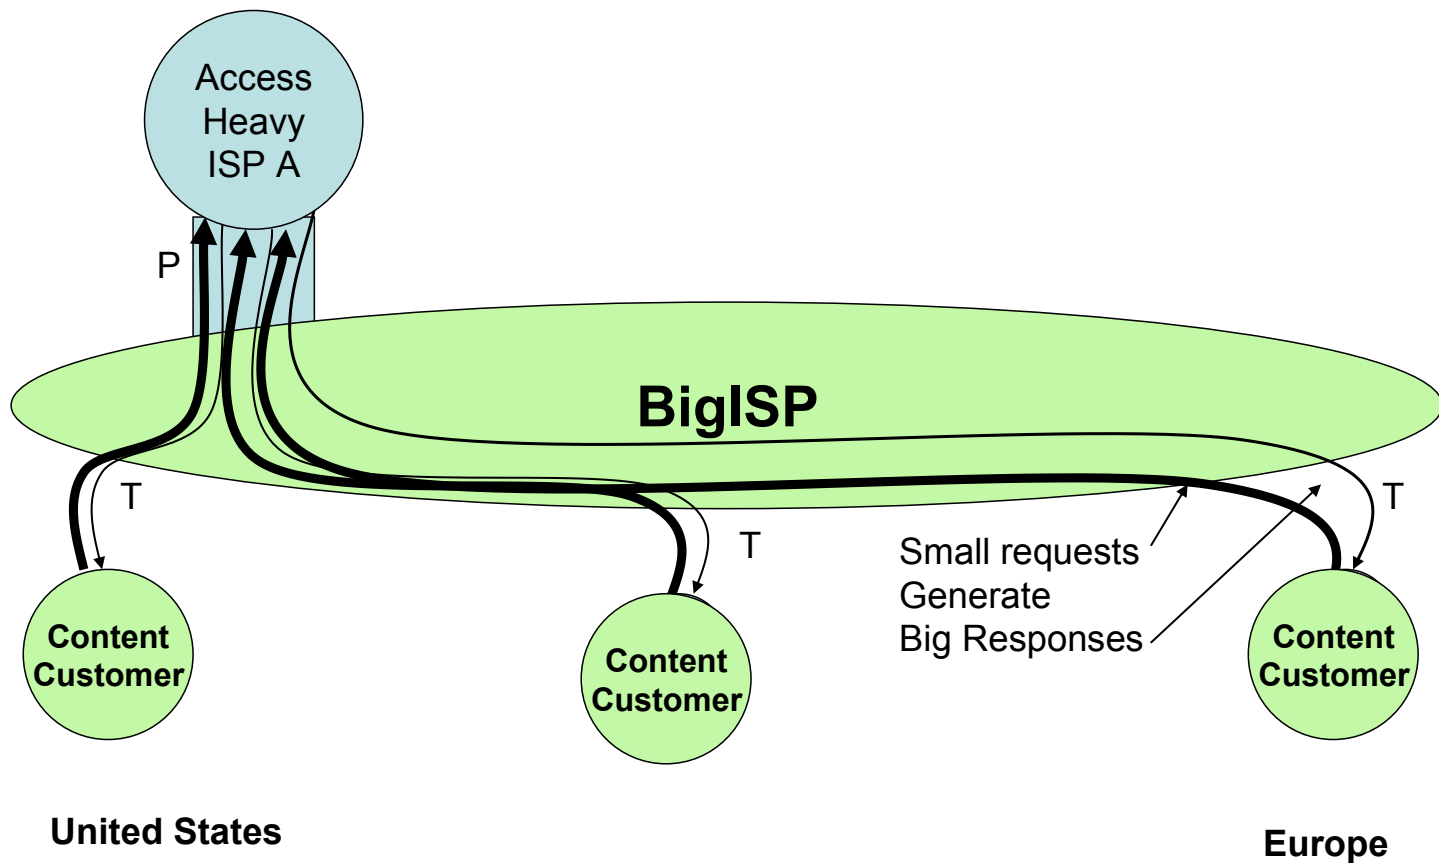 Access
Heavy
ISP A
P
BigISP
T
T
T
Small requests
Generate
Big Responses
Content
Customer
Content
Customer
Content
Customer
United States
Europe